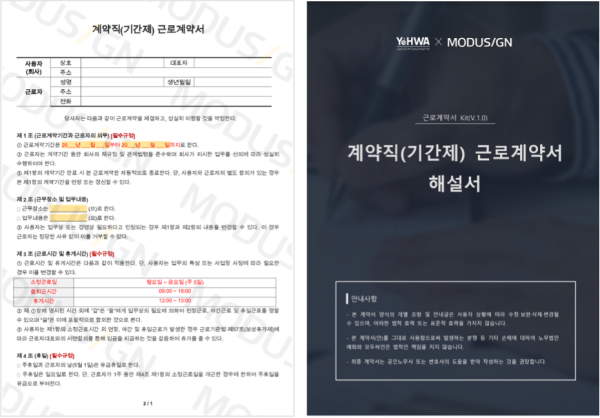 계약직(기간제) 근로계약서
사용자
(회사)
상호
대표자
주소
근로자
성명
생년월일
주소
전화
당사자는 다음과 같이 근로계약을 체결하고, 성실히 이행할 것을 약정한다.
제 1 조 (근로계약기간과 근로자의 의무) [필수규정]
① 근로계약기간은 20__년__월__일부터 20__년__월__일까지로 한다.
② 근로자는 계약기간 동안 회사의 제규정 및 관계법령을 준수하며 회사가 지시한 업무를 선의에 따라 성실히
수행하여야 한다.
③ 제1항의 계약기간 만료 시 본 근로계약은 자동적으로 종료한다. 단, 사용자와 근로자의 별도 합의가 있는 경우
본 제1항의 계약기간을 연장 또는 갱신할 수 있다.
제 2 조 (근무장소 및 업무내용)
근무장소는 (으)로 한다.
업무내용은 (으)로 한다.
③ 사용자는 업무상 또는 경영상 필요하다고 인정되는 경우 제1항과 제2항의 내용을 변경할 수 있다. 이 경우
근로자는 정당한 사유 없이 이를 거부할 수 없다.
제 3 조 (근로시간 및 휴게시간) [필수규정]
① 근로시간 및 휴게시간은 다음과 같이 적용한다. 단, 사용자는 업무의 특성 또는 사업장 사정에 따라 필요한
경우 이를 변경할 수 있다.
소정근로일
월요일 ~ 금요일 (주 5일)
출퇴근시간
09:00 ~ 18:00
휴게시간
12:00 ~ 13:00
② 제 1항에 명시한 시간 외에 "갑"은 "을"에게 업무상의 필요에 의하여 연장근로, 야간근로 및 휴일근로를 명할
수 있으며 "을"은 이에 포괄적으로 동의한 것으로 본다.
③ 사용자는 제1항의 소정근로시간 외 연장, 야간 및 휴일근로가 발생한 경우 근로기준법 제57조(보상휴가제)에
따라 근로자대표와의 서면합의를 통해 임금을 지급하는 것을 갈음하여 휴가를 줄 수 있다.
제 4 조 (휴일) [필수규정]
주휴일과 근로자의 날(5월 1일)은 유급휴일로 한다.
주휴일은 일요일로 한다. 단, 근로자가 1주 동안 제4조 제1항의 소정근로일을 개근한 경우에 한하여 주휴일을
유급으로 부여한다.
2 / 1
MODUSIGN
YEHWA × MODUS/GN
근로계약서 Kit(V.1.0)
계약직(기간제) 근로계약서
해설서
안내사항
- 본 계약서 양식의 개별 조항 및 안내글은 사용자 상황에 따라 수정·보완·삭제·변경될
수 있으며, 어떠한 법적 효력 또는 표준적 효력을 가지지 않습니다.
- 본 계약서(안)를 그대로 사용함으로써 발생하는 분쟁 등 기타 손해에 대하여 노무법인
예화와 모두싸인은 법적인 책임을 지지 않습니다.
- 최종 계약서는 공인노무사 또는 변호사의 도움을 받아 작성하는 것을 권장합니다.